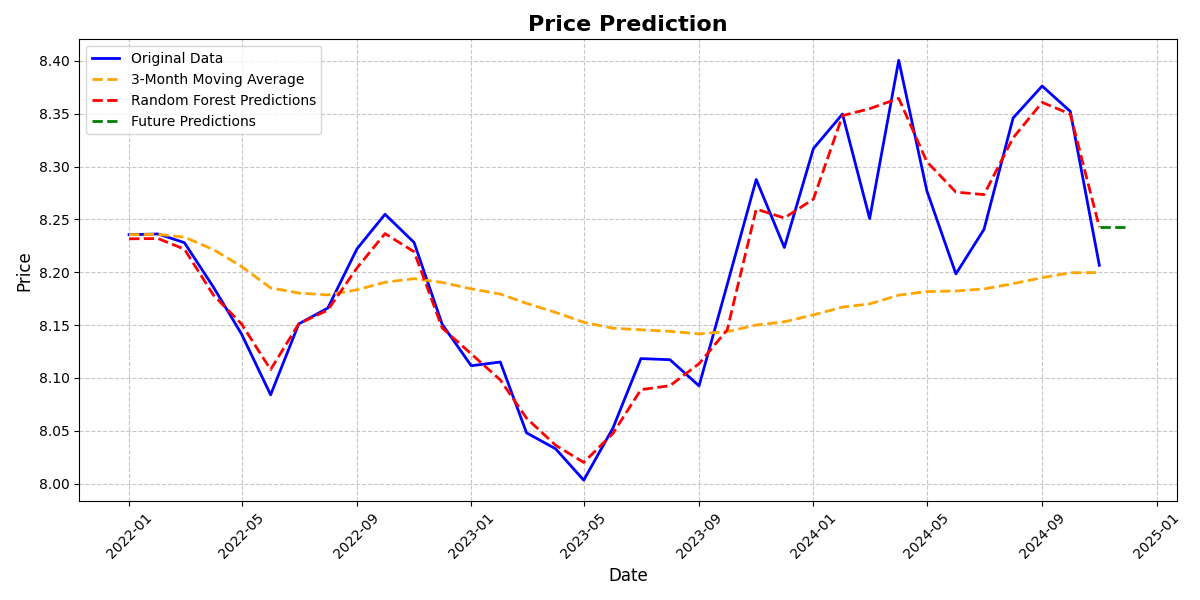 Price Prediction
Original Data
3-Month Moving Average
Random Forest Predictions
Future Predictions
8.40
8.35
8.30
8.25
8.20
8.15
8.10
8.05
8.00
Price
2022-01
2022-05
2022-09
2023-01
2023-05
2023-09
2024-01
2024-05
2024-09
2025-01
Date